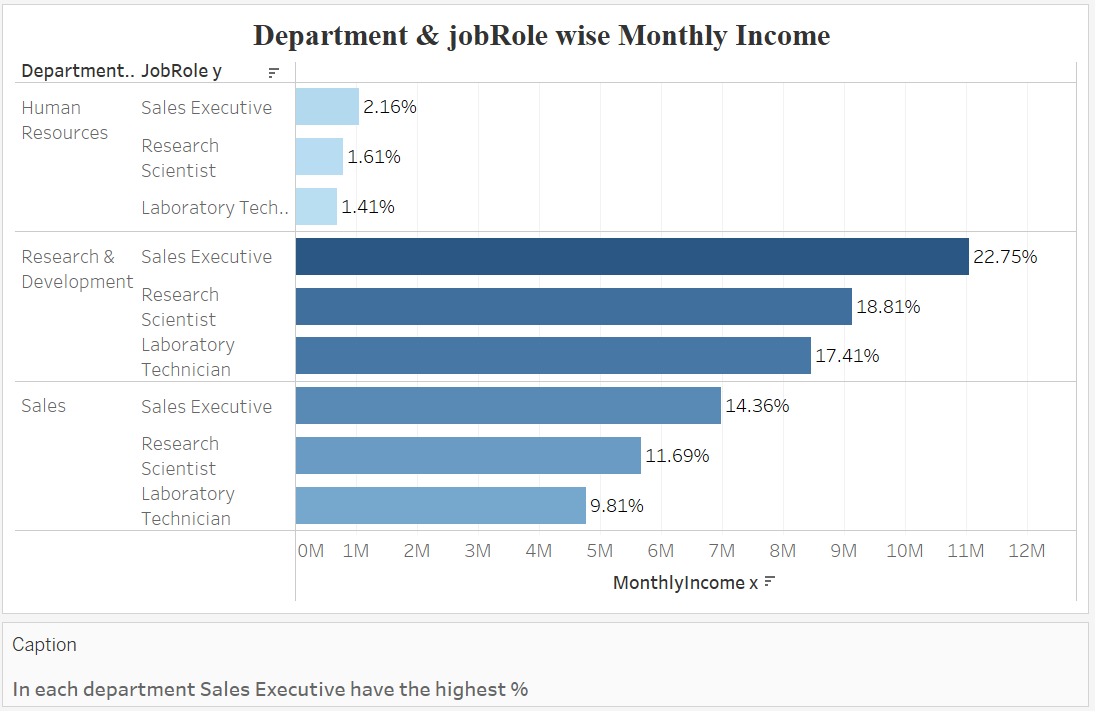 Department & jobRole wise Monthly Income
Department.. JobRole y
Human
Resources
Sales Executive 2.16%
Research
Scientist
1.61%
Laboratory Tech.. 1.41%
Research &
Development
Sales Executive 22.75%
Research
Scientist
18.81%
Laboratory
Technician
17.41%
Sales
Sales Executive 14.36%
Research
Scientist
11.69%
Laboratory
Technician
9.81%
0M 1M 2M 3M 4M 5M 6M 7M 8M 9M 10M 11M 12M
MonthlyIncome x
Caption
In each department Sales Executive have the highest %